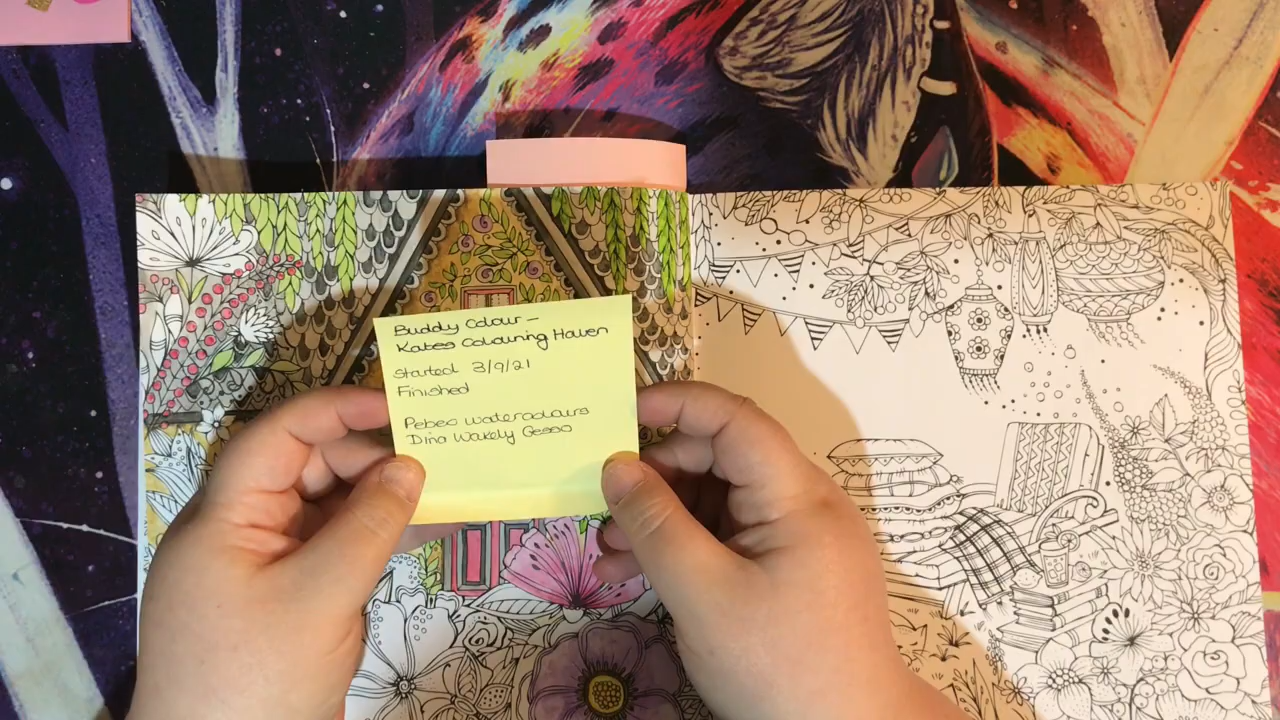 Buddy Colour –
Kates Colouring Haven
Started 3/9/21
Finished
Pebeo Watercolours
Dina Wakely Gesso